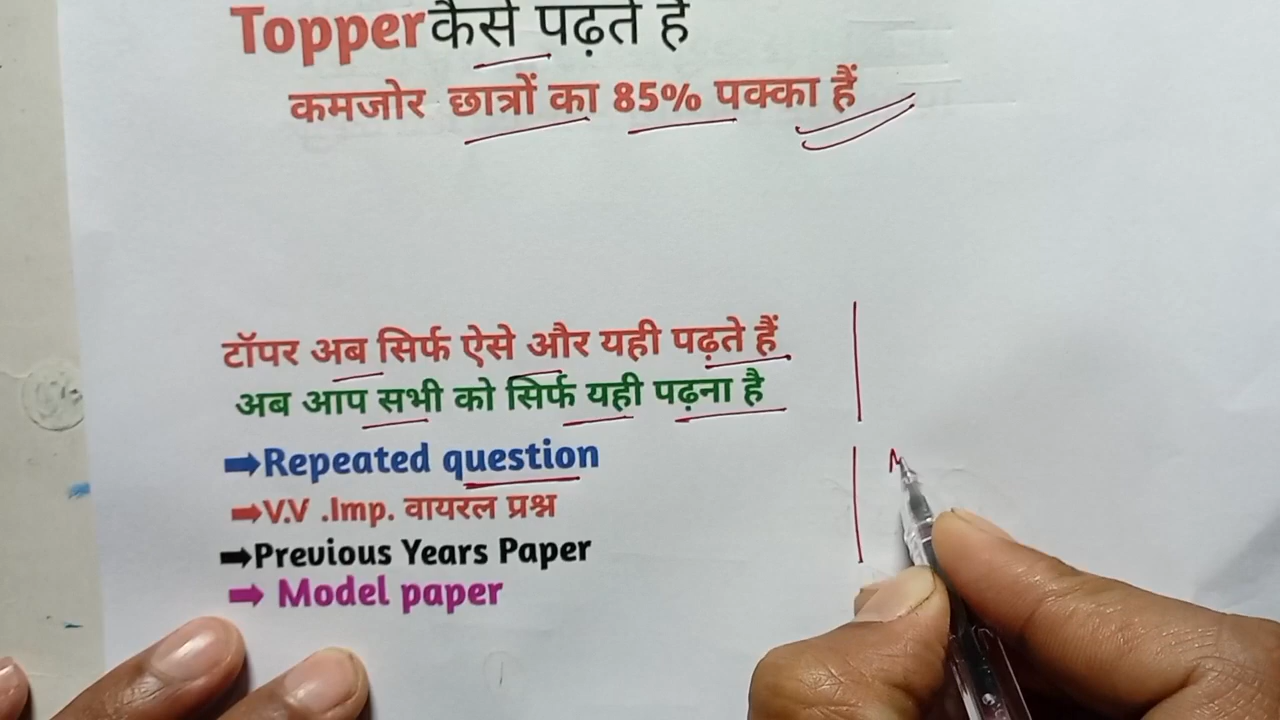 Topper कैसे पढ़ते हैं
कमजोर छात्रों का 85% पक्का हैं
टॉपर अब सिर्फ ऐसे और यही पढ़ते हैं
अब आप सभी को सिर्फ यही पढ़ना है
➡Repeated question
➡V.V .Imp. वायरल प्रश्न
➡Previous Years Paper
➡ Model paper